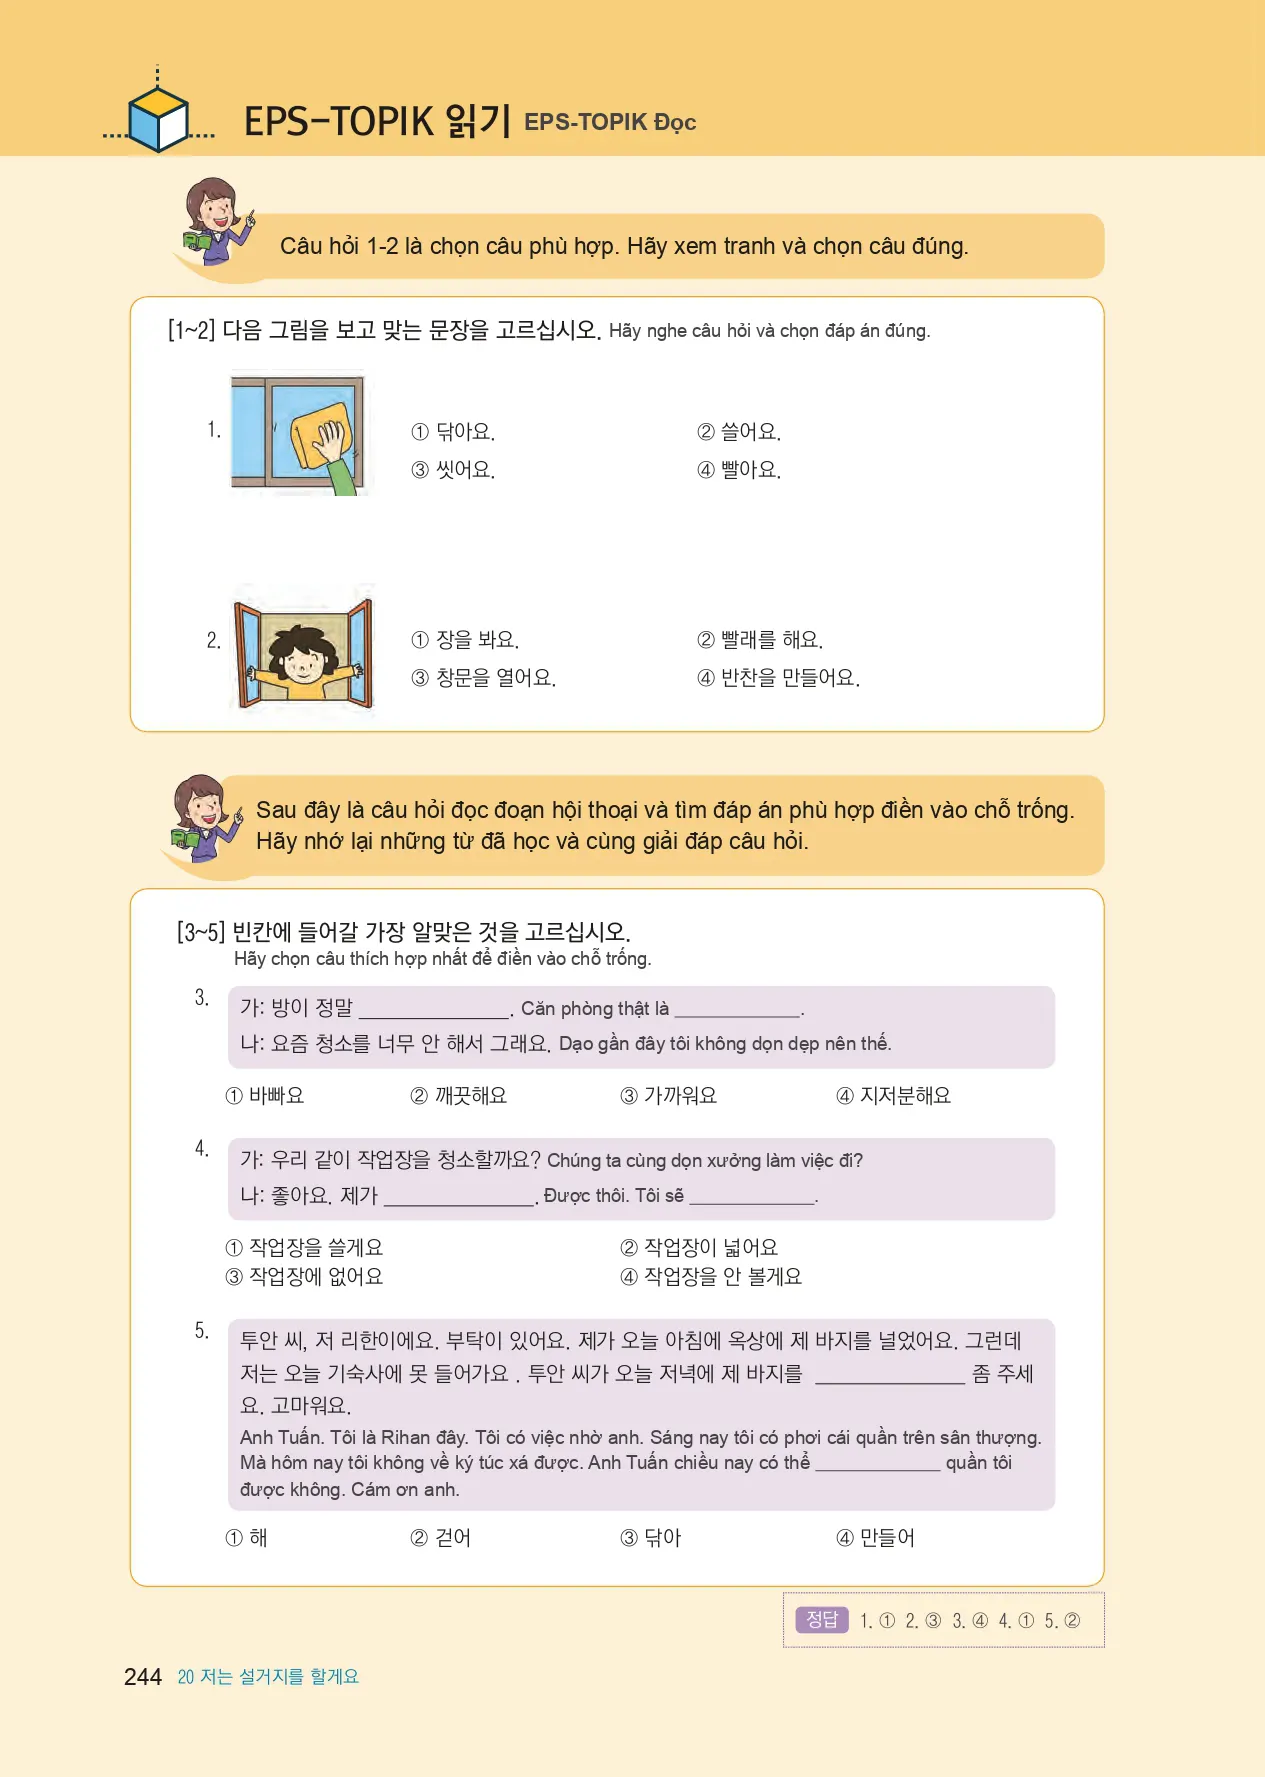 EPS-TOPIK 읽기 EPS-TOPIK Đọc
Câu hỏi 1-2 là chọn câu phù hợp. Hãy xem tranh và chọn câu đúng.
[1~2] 다음 그림을 보고 맞는 문장을 고르십시오. Hãy nghe câu hỏi và chọn đáp án đúng.
1.
① 닦아요. ② 쓸어요.
③ 씻어요. ④ 빨아요.
2.
① 장을 봐요. ② 빨래를 해요.
③ 창문을 열어요. ④ 반찬을 만들어요.
Sau đây là câu hỏi đọc đoạn hội thoại và tìm đáp án phù hợp điền vào chỗ trống.
Hãy nhớ lại những từ đã học và cùng giải đáp câu hỏi.
[3~5] 빈칸에 들어갈 가장 알맞은 것을 고르십시오.
Hãy chọn câu thích hợp nhất để điền vào chỗ trống.
3.
가: 방이 정말 ______________. Căn phòng thật là ____________.
나: 요즘 청소를 너무 안 해서 그래요. Dạo gần đây tôi không dọn dẹp nên thế.
① 바빠요 ② 깨끗해요 ③ 가까워요 ④ 지저분해요
4.
가: 우리 같이 작업장을 청소할까요? Chúng ta cùng dọn xưởng làm việc đi?
나: 좋아요. 제가 ______________. Được thôi. Tôi sẽ ____________.
① 작업장을 쓸게요 ② 작업장이 넓어요
③ 작업장에 없어요 ④ 작업장을 안 볼게요
5.
투안 씨, 저 리한이에요. 부탁이 있어요. 제가 오늘 아침에 옥상에 제 바지를 널었어요. 그런데
저는 오늘 기숙사에 못 들어가요 . 투안 씨가 오늘 저녁에 제 바지를 ______________ 좀 주세
요. 고마워요.
Anh Tuấn. Tôi là Rihan đây. Tôi có việc nhờ anh. Sáng nay tôi có phơi cái quần trên sân thượng.
Mà hôm nay tôi không về ký túc xá được. Anh Tuấn chiều nay có thể ____________ quần tôi
được không. Cám ơn anh.
① 해 ② 걷어 ③ 닦아 ④ 만들어
정답 1. ① 2. ③ 3. ④ 4. ① 5. ②
244 20 저는 설거지를 할게요